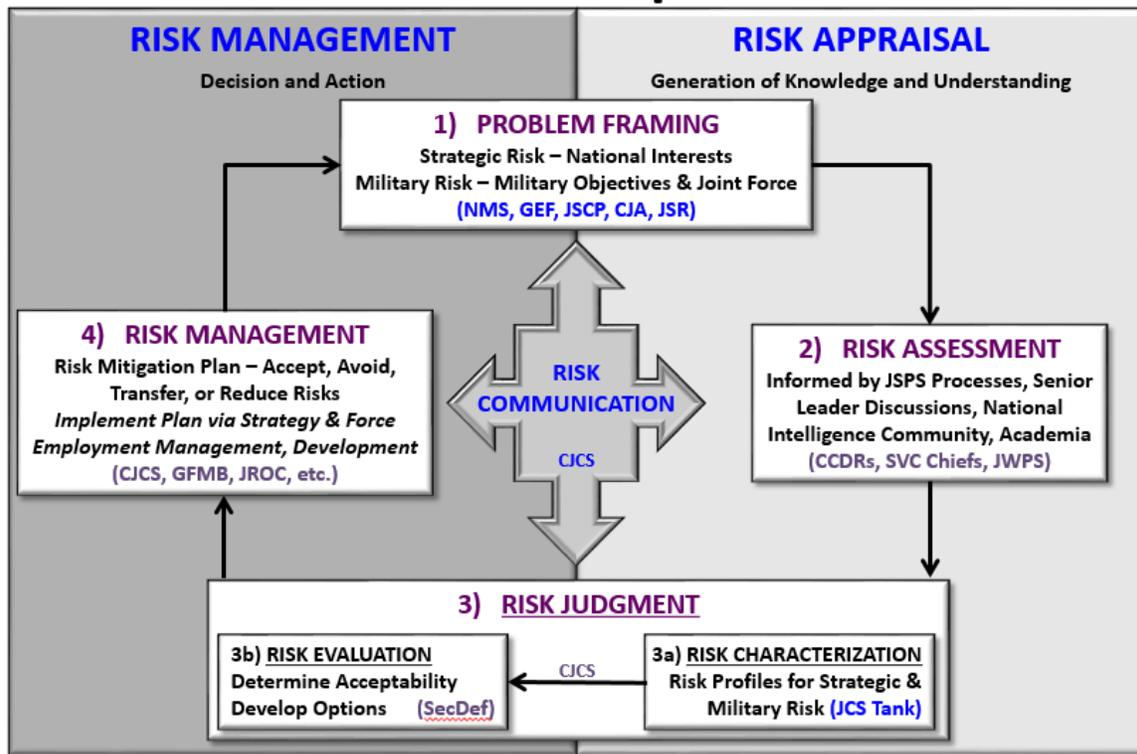 RISK MANAGEMENT
Decision and Action
RISK APPRAISAL
Generation of Knowledge and Understanding
1) PROBLEM FRAMING
Strategic Risk – National Interests
Military Risk – Military Objectives & Joint Force
(NMS, GEF, JSCP, CJA, JSR)
4) RISK MANAGEMENT
Risk Mitigation Plan – Accept, Avoid,
Transfer, or Reduce Risks
Implement Plan via Strategy & Force
Employment Management, Development
(CJCS, GFMB, JROC, etc.)
RISK
COMMUNICATION
CJCS
2) RISK ASSESSMENT
Informed by JSPS Processes, Senior
Leader Discussions, National
Intelligence Community, Academia
(CCDRs, SVC Chiefs, JWPS)
3) RISK JUDGMENT
3b) RISK EVALUATION
Determine Acceptability
Develop Options (SecDef)
CJCS
3a) RISK CHARACTERIZATION
Risk Profiles for Strategic &
Military Risk (JCS Tank)